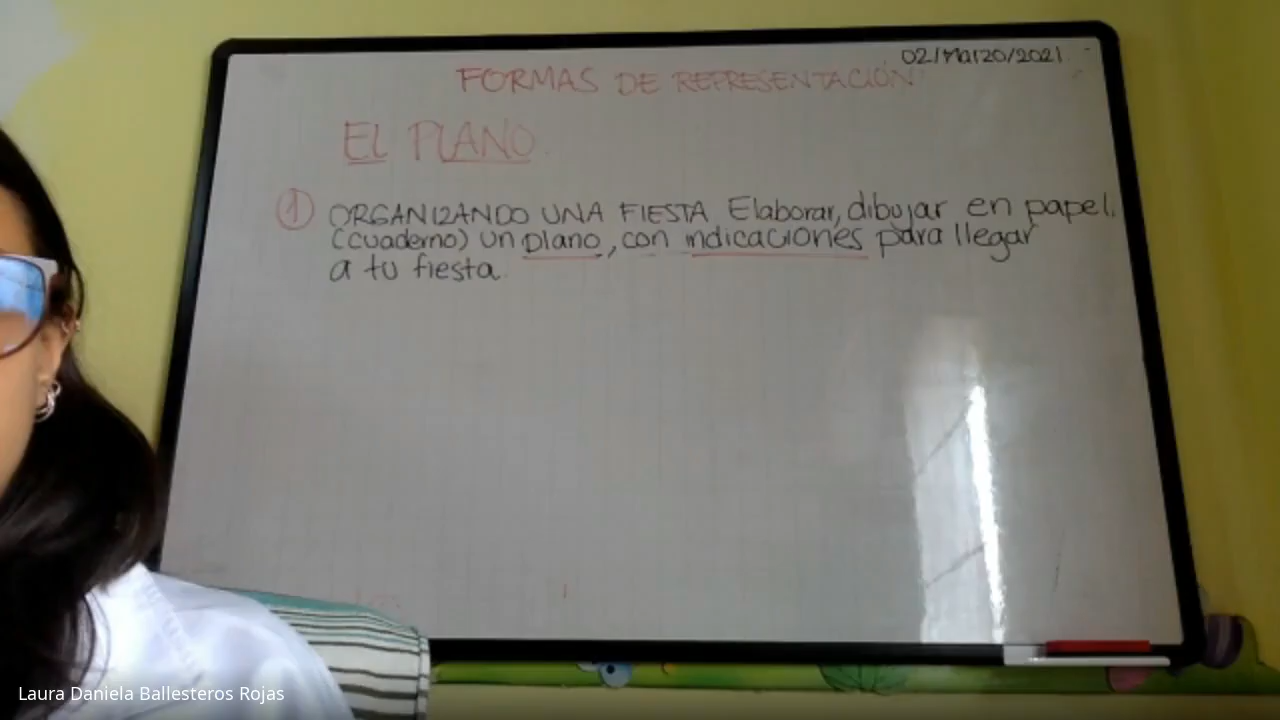 02/Marzo/2021
FORMAS DE REPRESENTACIÓN
EL PLANO.
1 ORGANIZANDO UNA FIESTA Elaborar, dibujar en papel.
(cuaderno) un plano, con indicaciones para llegar
a tu fiesta.
Laura Daniela Ballesteros Rojas